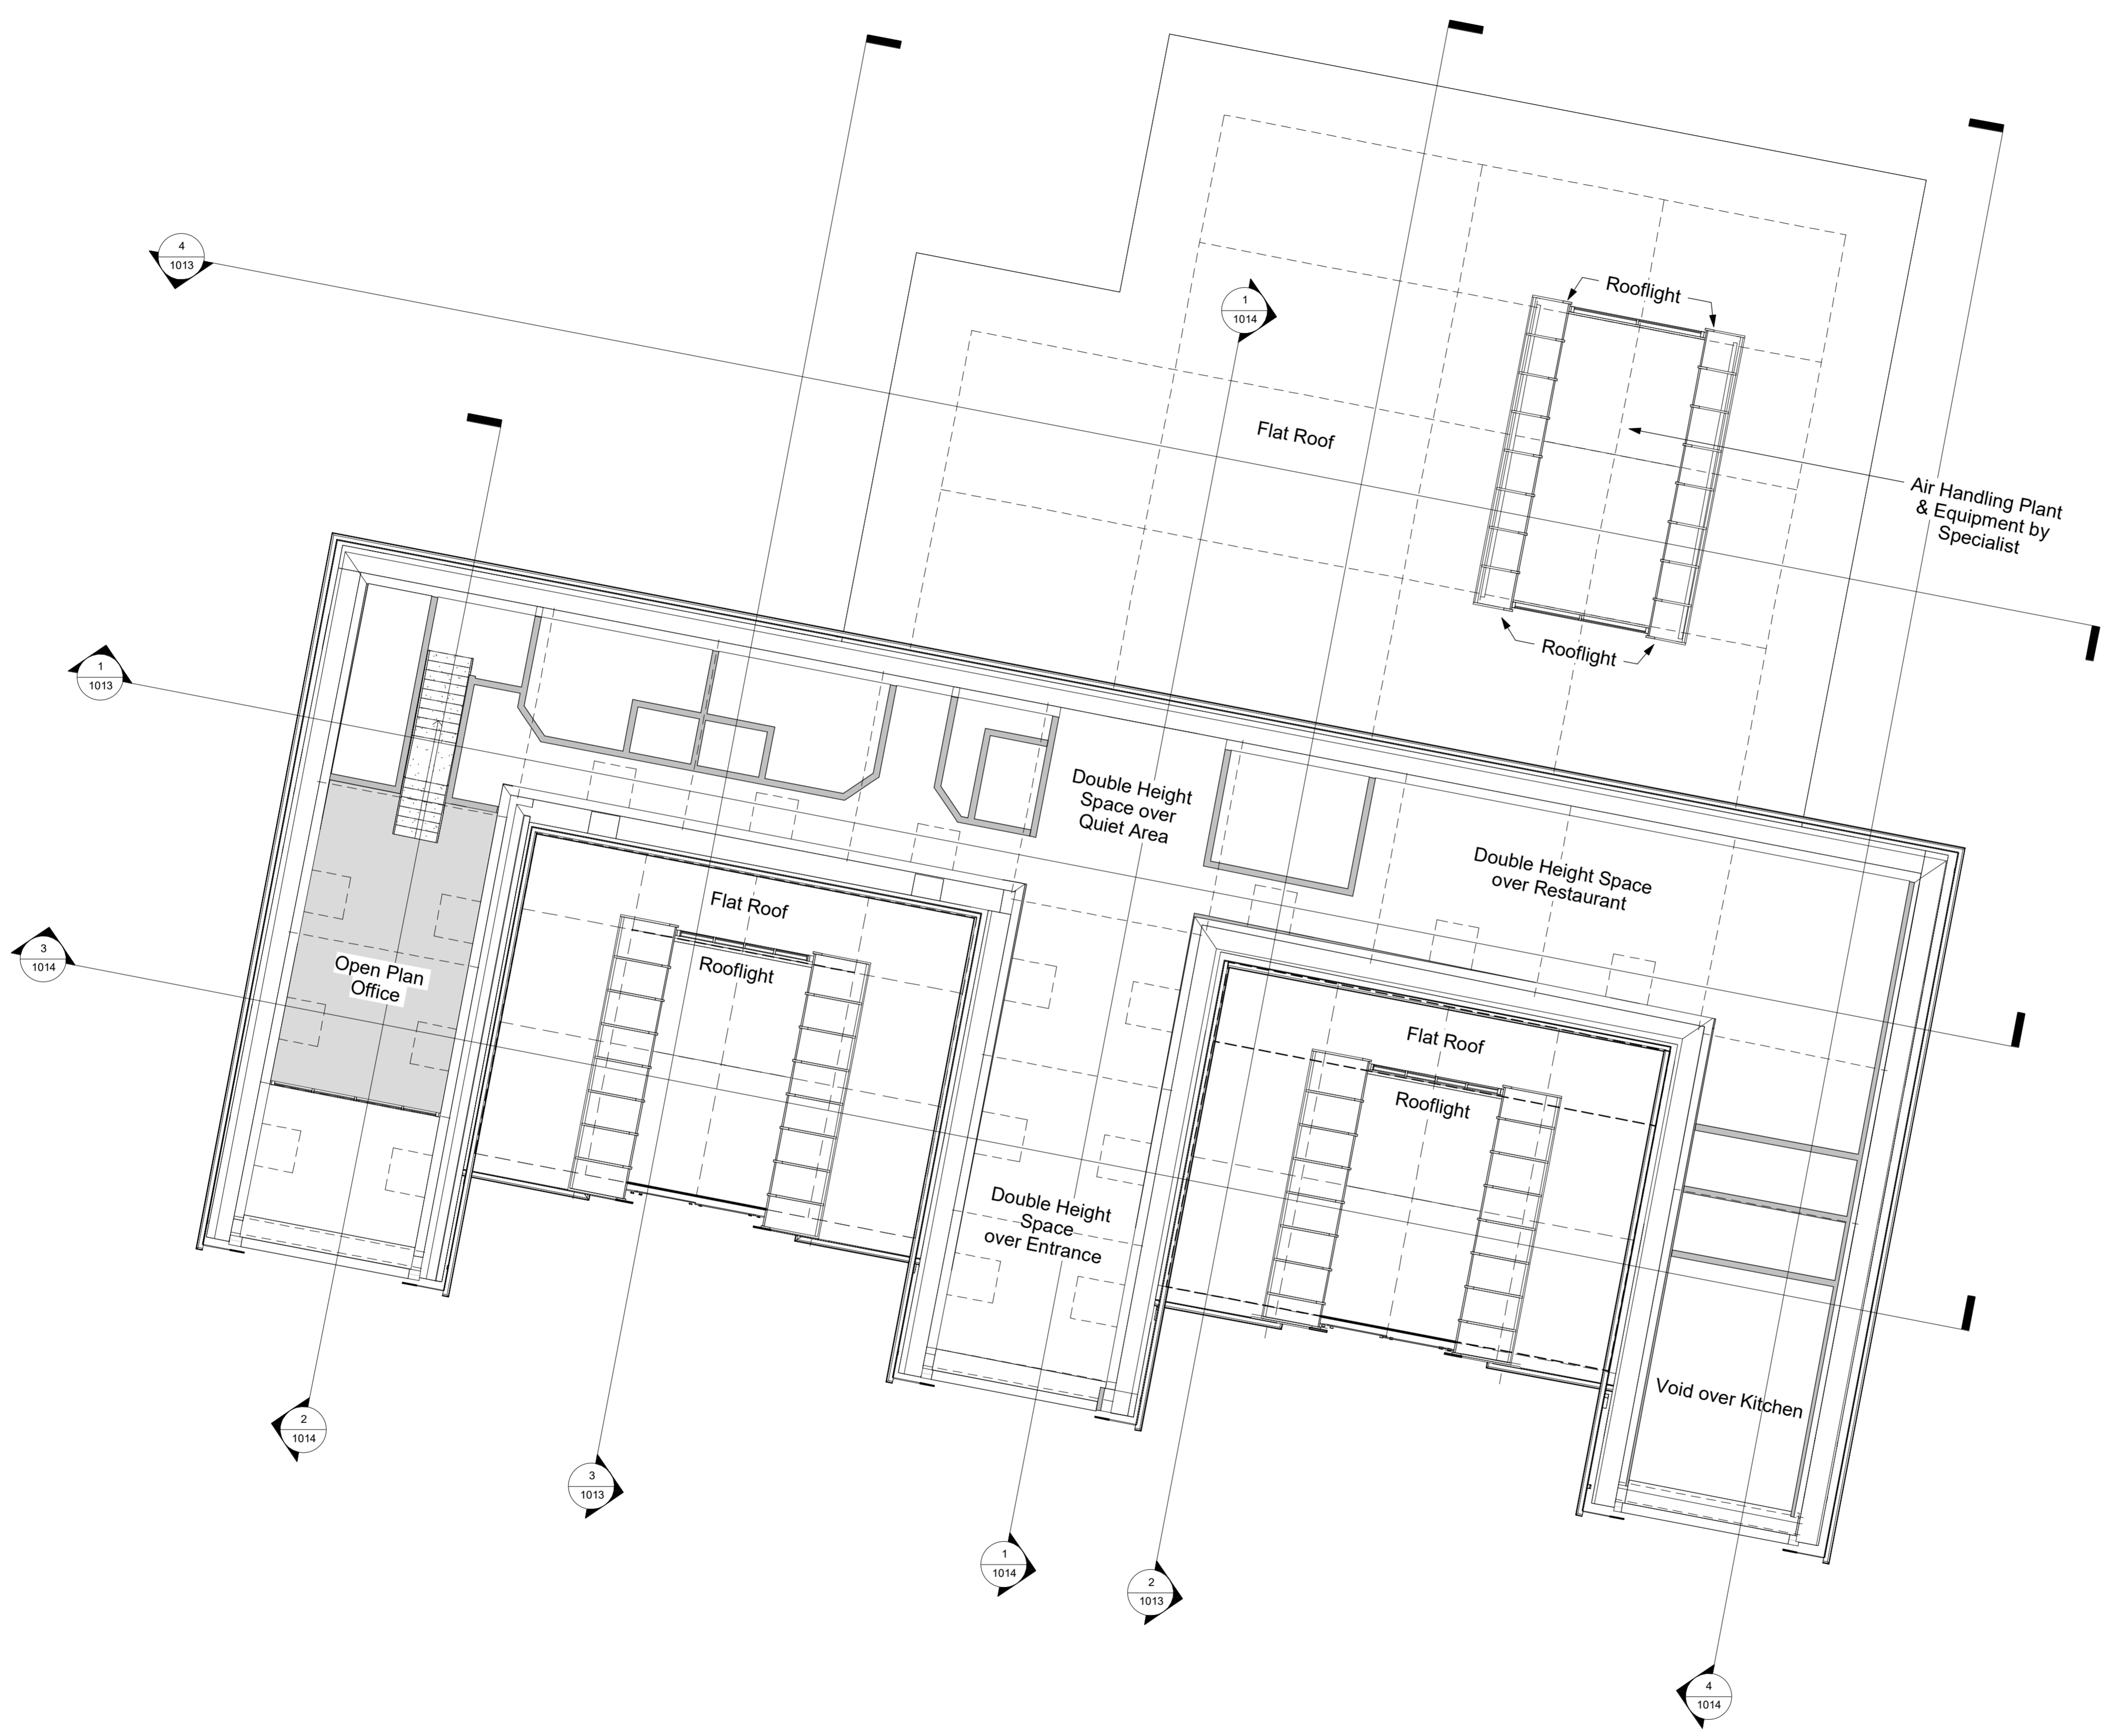 4
1013
1
1014
Rooflight
Flat Roof
Air Handling Plant
& Equipment by
Specialist
Rooflight
1
1013
Double Height
Space over
Quiet Area
Double Height Space
over Restaurant
3
1014
Open Plan
Office
Flat Roof
Rooflight
Flat Roof
Rooflight
Double Height
Space
over Entrance
Void over Kitchen
2
1014
3
1013
1
1014
2
1013
4
1014